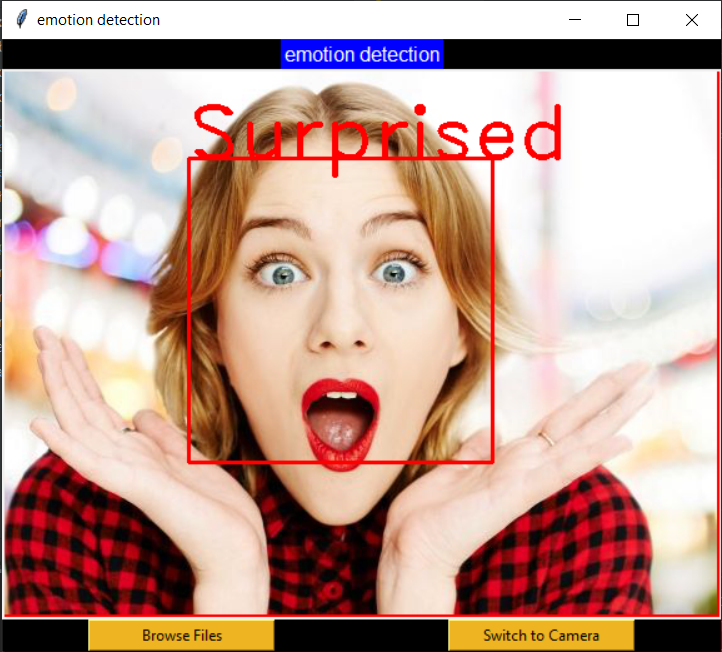 emotion detection
emotion detection
Surprised
Browse Files
Switch to Camera